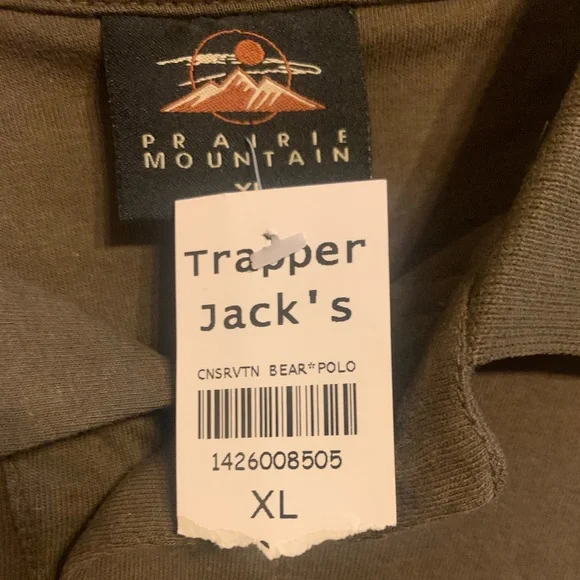 PRAIRIE
MOUNTAIN
XL
Trapper
Jack's
CNSRVTN BEAR*POLO
1426008505
XL